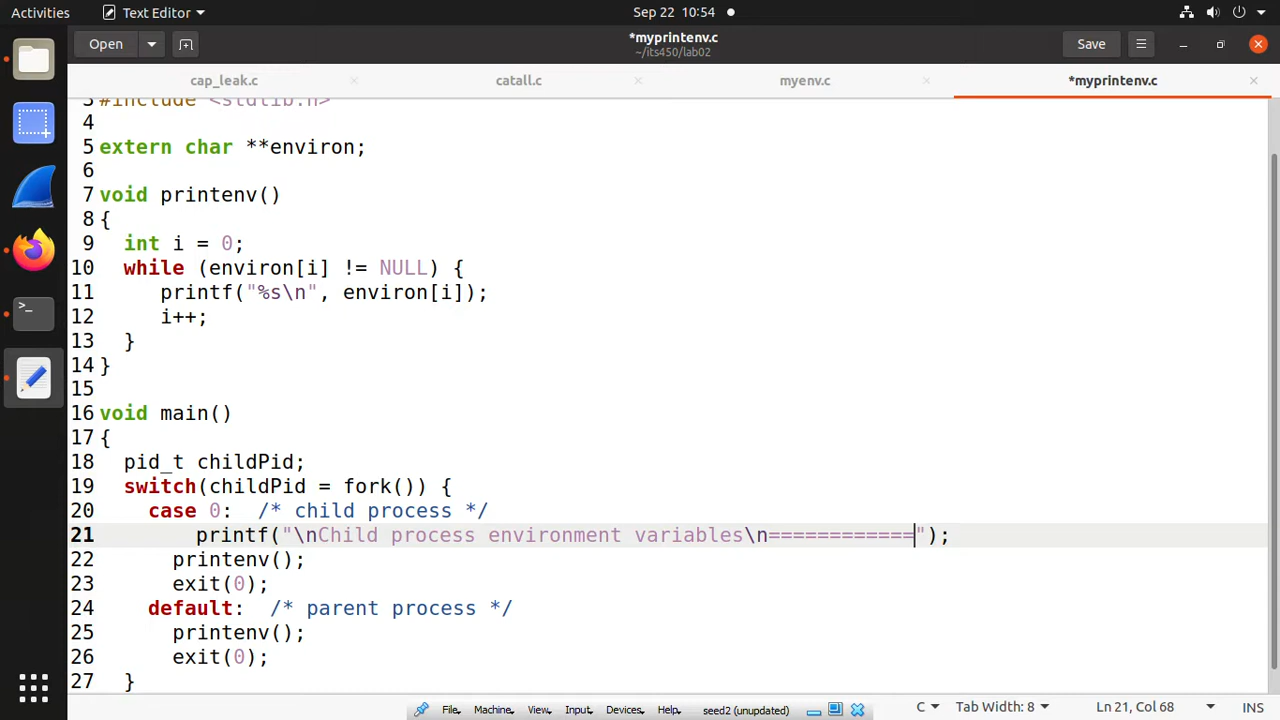 Activities Text Editor Sep 22 10:54
Open *myprintenv.c Save
~/its450/lab02
cap_leak.c catall.c myenv.c *myprintenv.c
3 #include <stdlib.h>
4
5 extern char **environ;
6
7 void printenv()
8 {
9 int i = 0;
10 while (environ[i] != NULL) {
11 printf("%s\n", environ[i]);
12 i++;
13 }
14 }
15
16 void main()
17 {
18 pid_t childPid;
19 switch(childPid = fork()) {
20 case 0: /* child process */
21 printf("\nChild process environment variables\n============");
22 printenv();
23 exit(0);
24 default: /* parent process */
25 printenv();
26 exit(0);
27 }
File Machine View Input Devices Help seed2 (unupdated) C Tab Width: 8 Ln 21, Col 68 INS